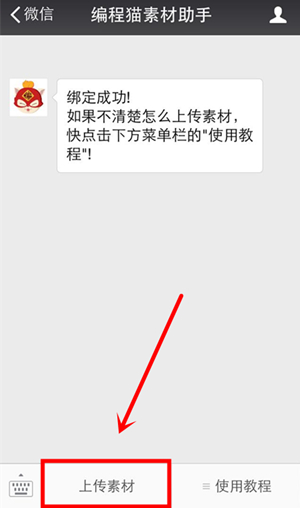 微信
编程猫素材助手
绑定成功!
如果不清楚怎么上传素材，
快点击下方菜单栏的"使用教
程"!
上传素材
使用教程